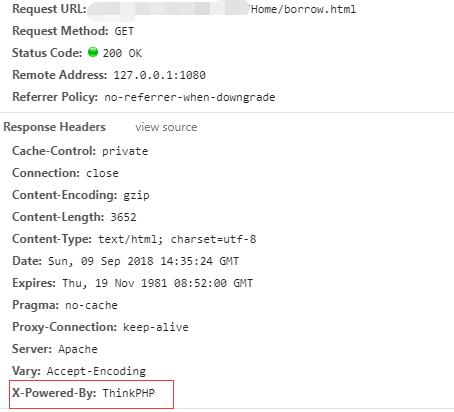 Request URL: /Home/borrow.html
Request Method: GET
Status Code: 200 OK
Remote Address: 127.0.0.1:1080
Referrer Policy: no-referrer-when-downgrade
Response Headers view source
Cache-Control: private
Connection: close
Content-Encoding: gzip
Content-Length: 3652
Content-Type: text/html; charset=utf-8
Date: Sun, 09 Sep 2018 14:35:24 GMT
Expires: Thu, 19 Nov 1981 08:52:00 GMT
Pragma: no-cache
Proxy-Connection: keep-alive
Server: Apache
Vary: Accept-Encoding
X-Powered-By: ThinkPHP